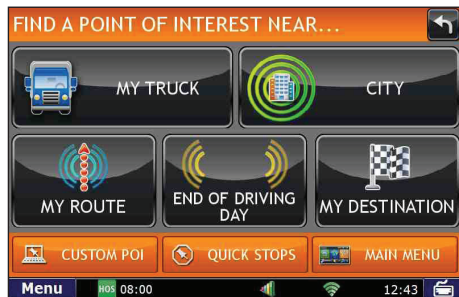 FIND A POINT OF INTEREST NEAR...
MY TRUCK
CITY
MY ROUTE
END OF DRIVING
DAY
MY DESTINATION
CUSTOM POI
QUICK STOPS
MAIN MENU
Menu
HOS 08:00
12:43